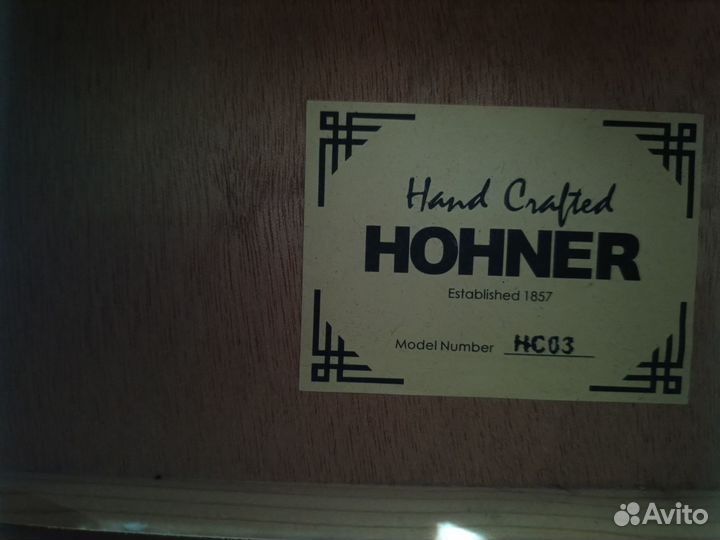 Hand Crafted
HOHNER
Established 1857
Model Number HC03
Avito